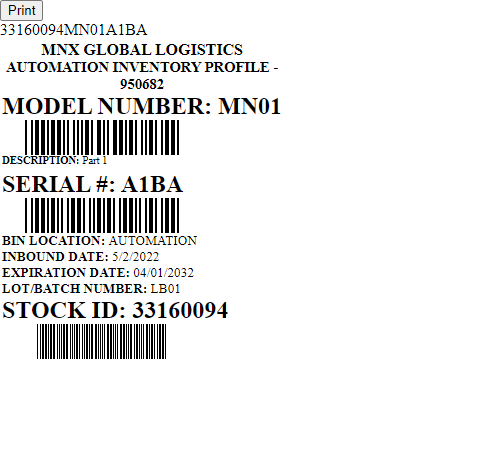 Print
33160094MN01A1BA
MNX GLOBAL LOGISTICS
AUTOMATION INVENTORY PROFILE -
950682
MODEL NUMBER: MN01
DESCRIPTION: Part 1
SERIAL #: A1BA
BIN LOCATION: AUTOMATION
INBOUND DATE: 5/2/2022
EXPIRATION DATE: 04/01/2032
LOT/BATCH NUMBER: LB01
STOCK ID: 33160094